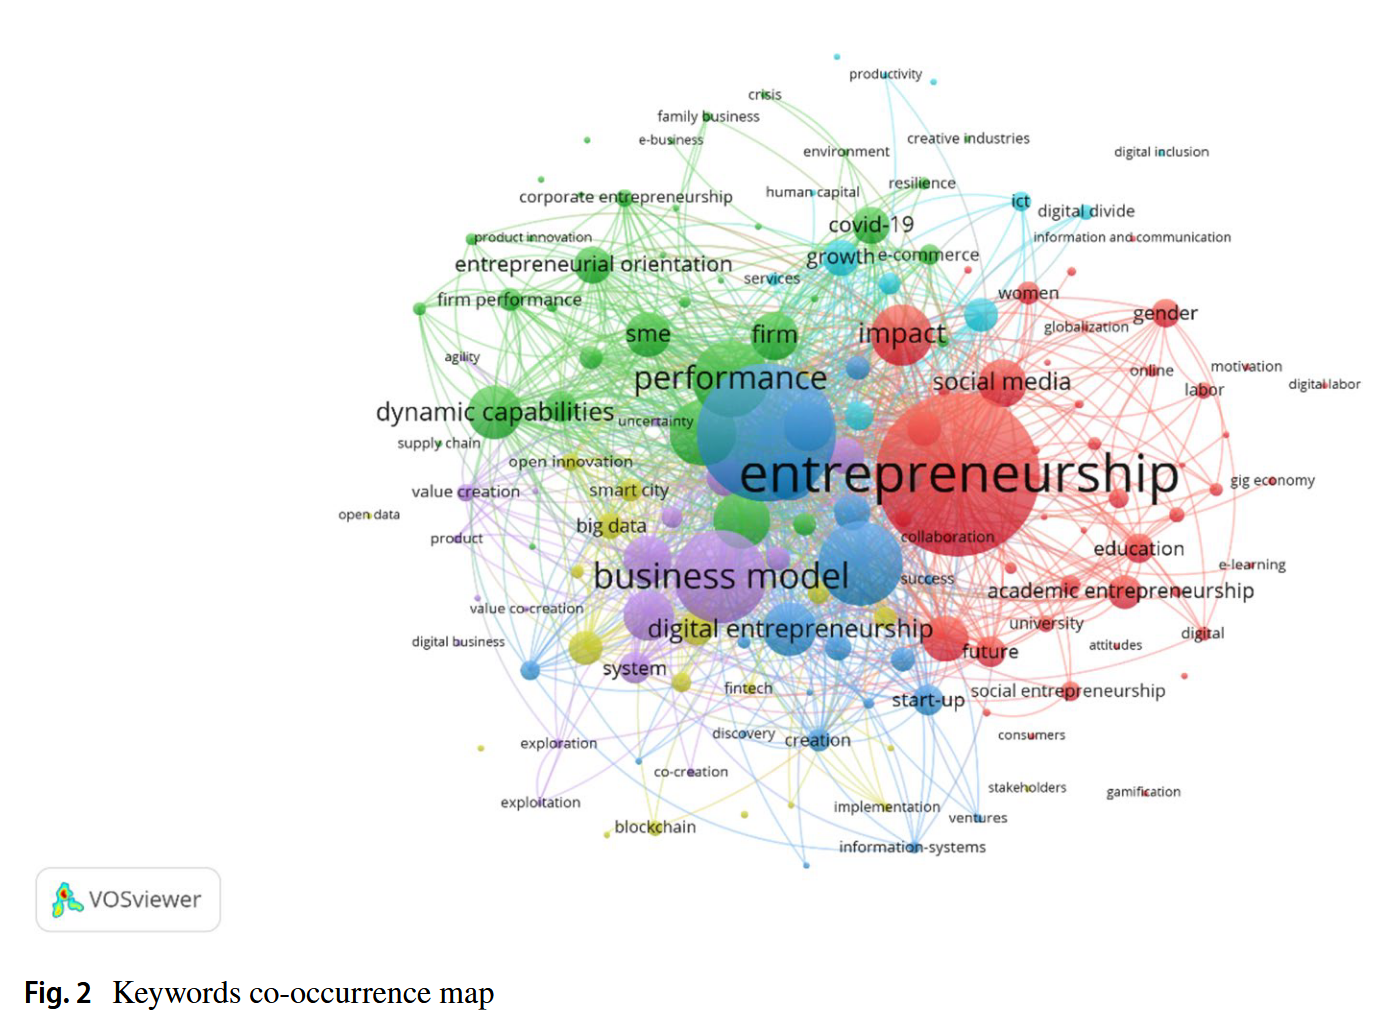 productivity
crisis
family business
e-business
creative industries
environment
digital inclusion
resilience
human capital
corporate entrepreneurship
ict
digital divide
covid-19
product innovation
information and communication
growth
e-commerce
entrepreneurial orientation
services
women
firm performance
gender
globalization
sme
firm
impact
agility
online
motivation
performance
social media
labor
digital labor
dynamic capabilities
uncertainty
supply chain
open innovation
entrepreneurship
gig economy
value creation
smart city
open data
big data
product
collaboration
education
e-learning
business model
success
academic entrepreneurship
value co-creation
university
digital business
digital entrepreneurship
digital
attitudes
future
system
fintech
start-up
social entrepreneurship
discovery
creation
consumers
exploration
co-creation
stakeholders
gamification
exploitation
implementation
ventures
blockchain
information-systems
VOSviewer
Fig. 2 Keywords co-occurrence map